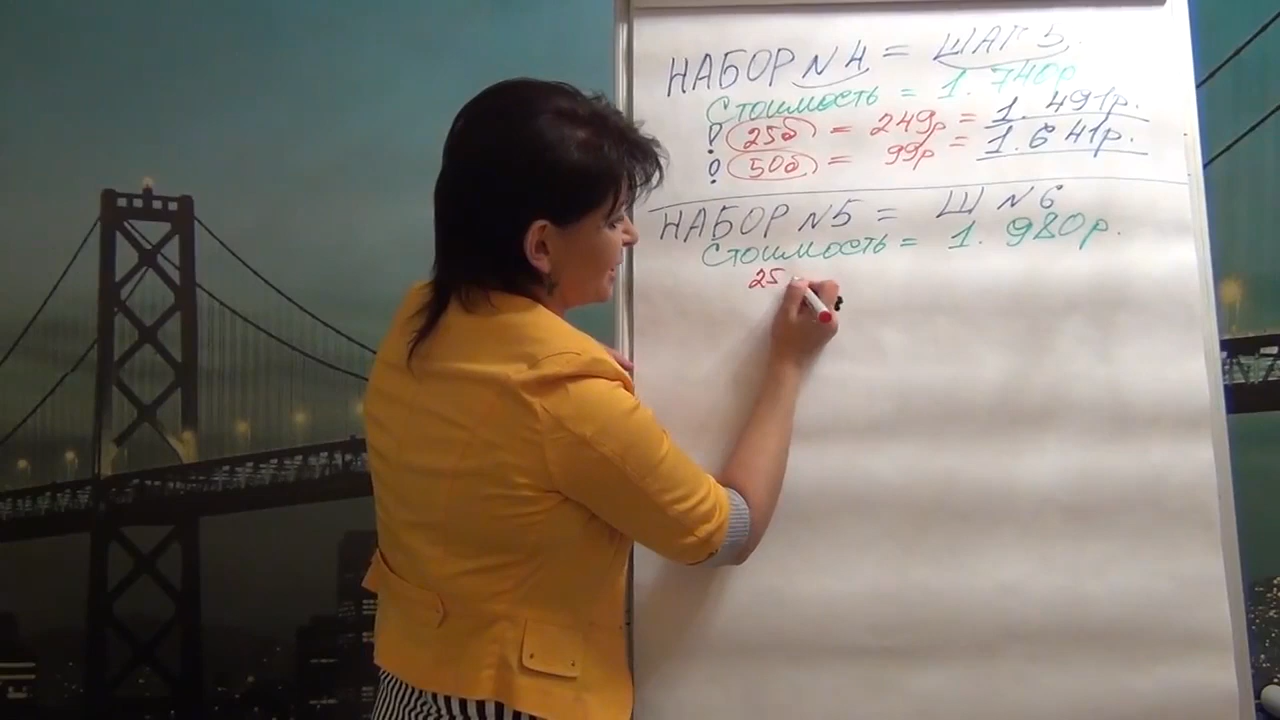 НАБОР N 4 = ШАГ 5.
Стоимость = 1. 740р
! 25б = 249р = 1. 491р.
! 50б = 99р = 1. 641р.
НАБОР N 5 = Ш N 6
Стоимость = 1. 980р.
25